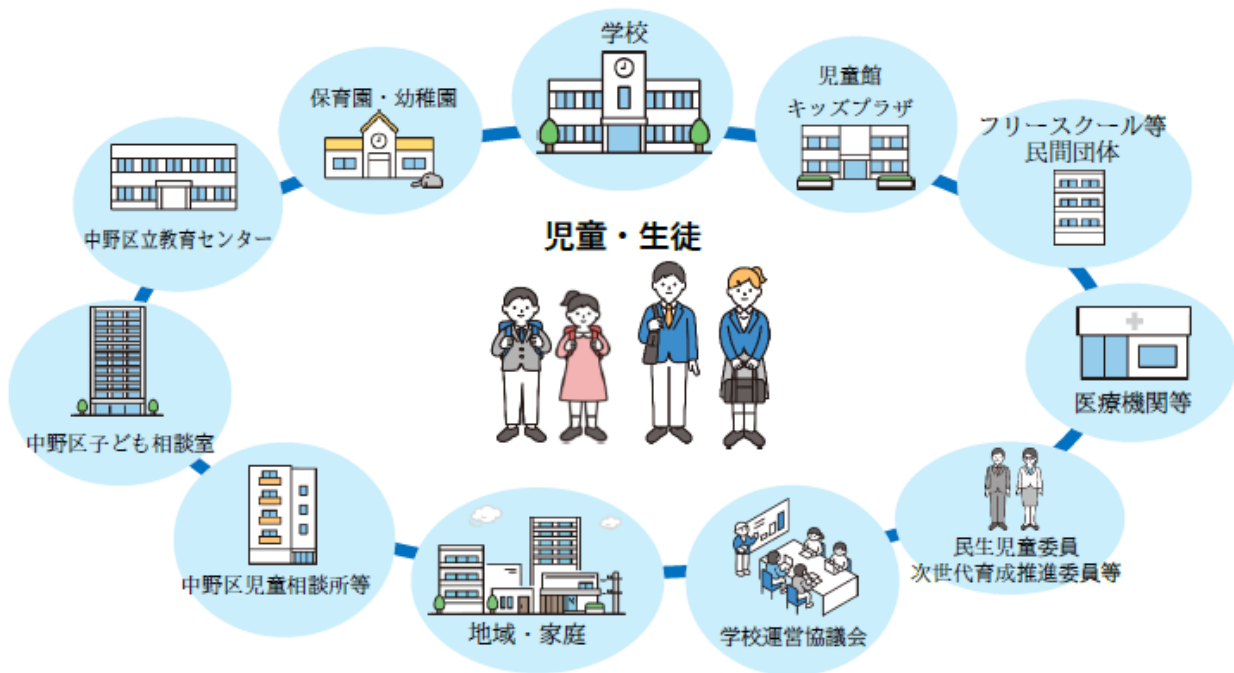 学校
児童館
キッズプラザ
保育園・幼稚園
フリースクール等
民間団体
中野区立教育センター
児童・生徒
医療機関等
中野区子ども相談室
民生児童委員
次世代育成推進委員等
中野区児童相談所等
地域・家庭
学校運営協議会